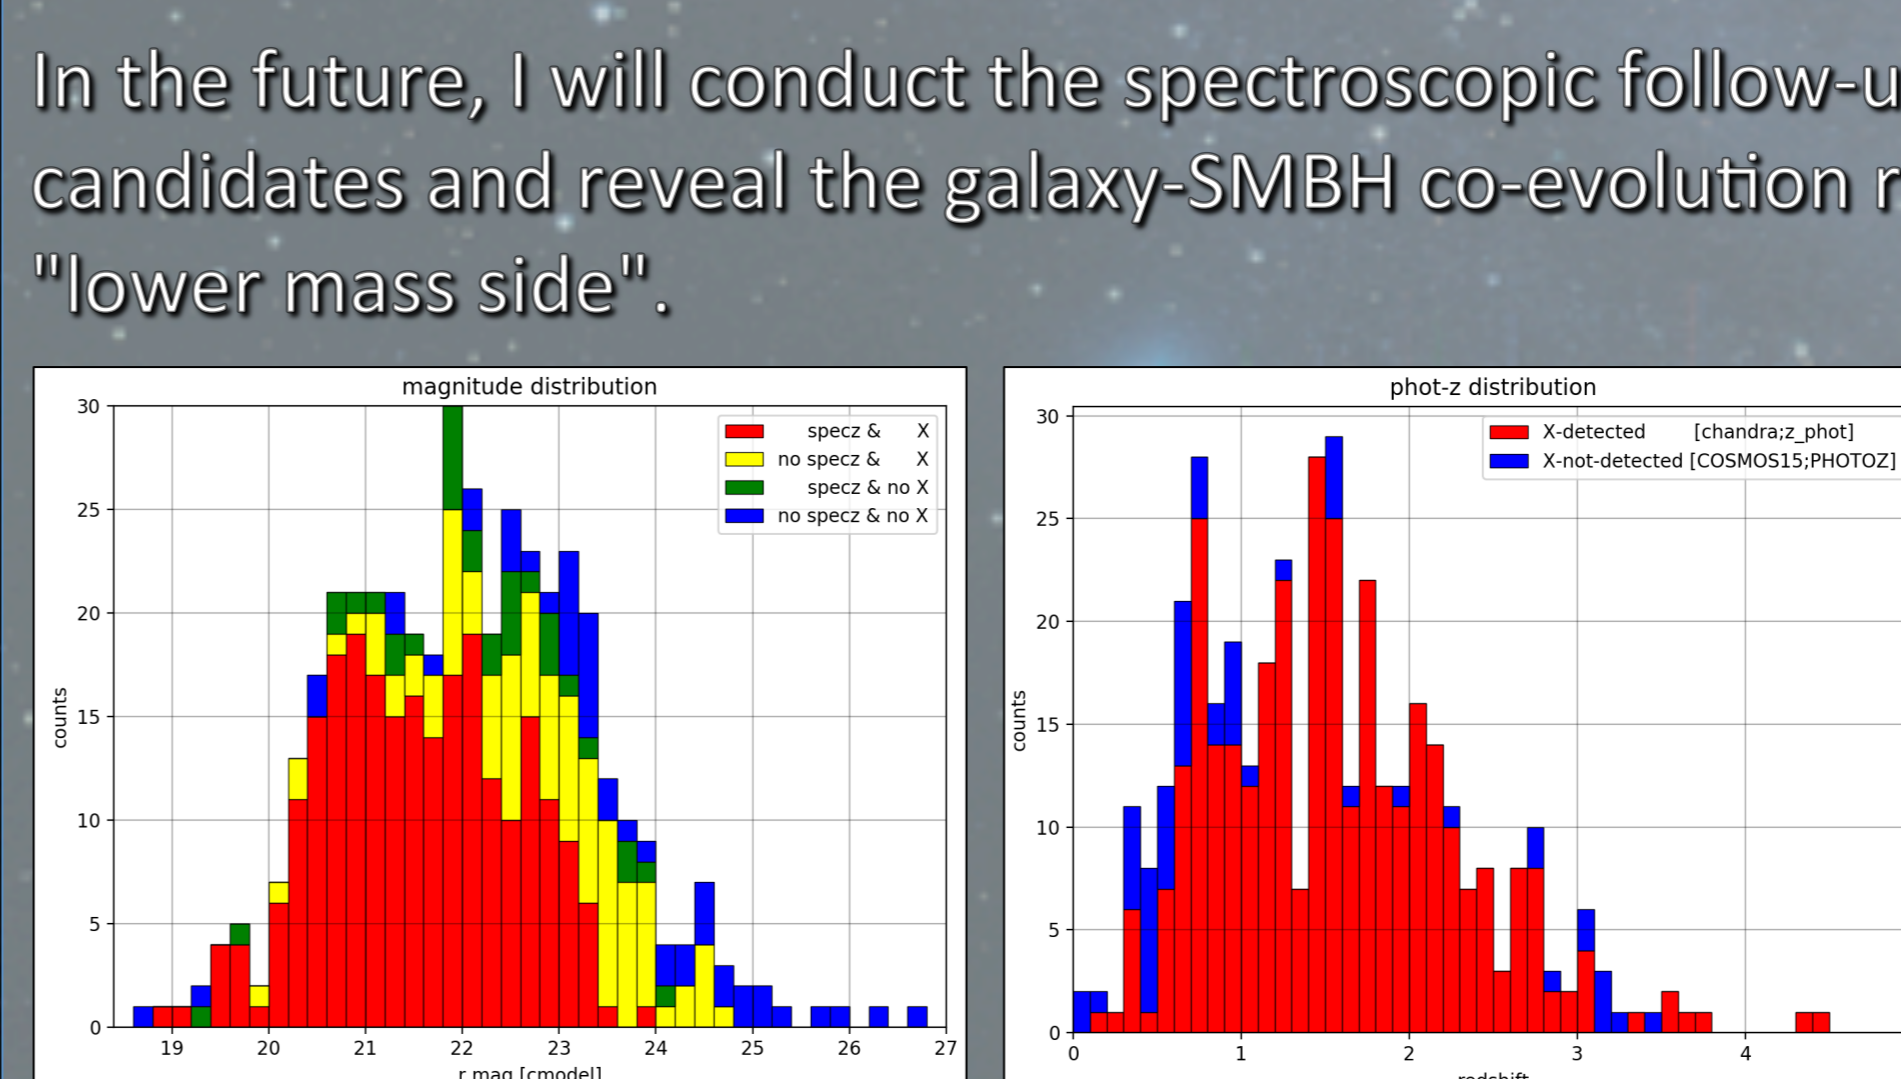 In the future, I will conduct the spectroscopic follow-u
candidates and reveal the galaxy-SMBH co-evolution r
"lower mass side".
magnitude distribution
30
25
20
15
10
5
0
counts
specz & X
no specz & X
specz & no X
no specz & no X
19 20 21 22 23 24 25 26 27
r mag [cmodel]
phot-z distribution
30
25
20
15
10
5
0
counts
X-detected [chandra;z_phot]
X-not-detected [COSMOS15;PHOTOZ]
0 1 2 3 4
redshift